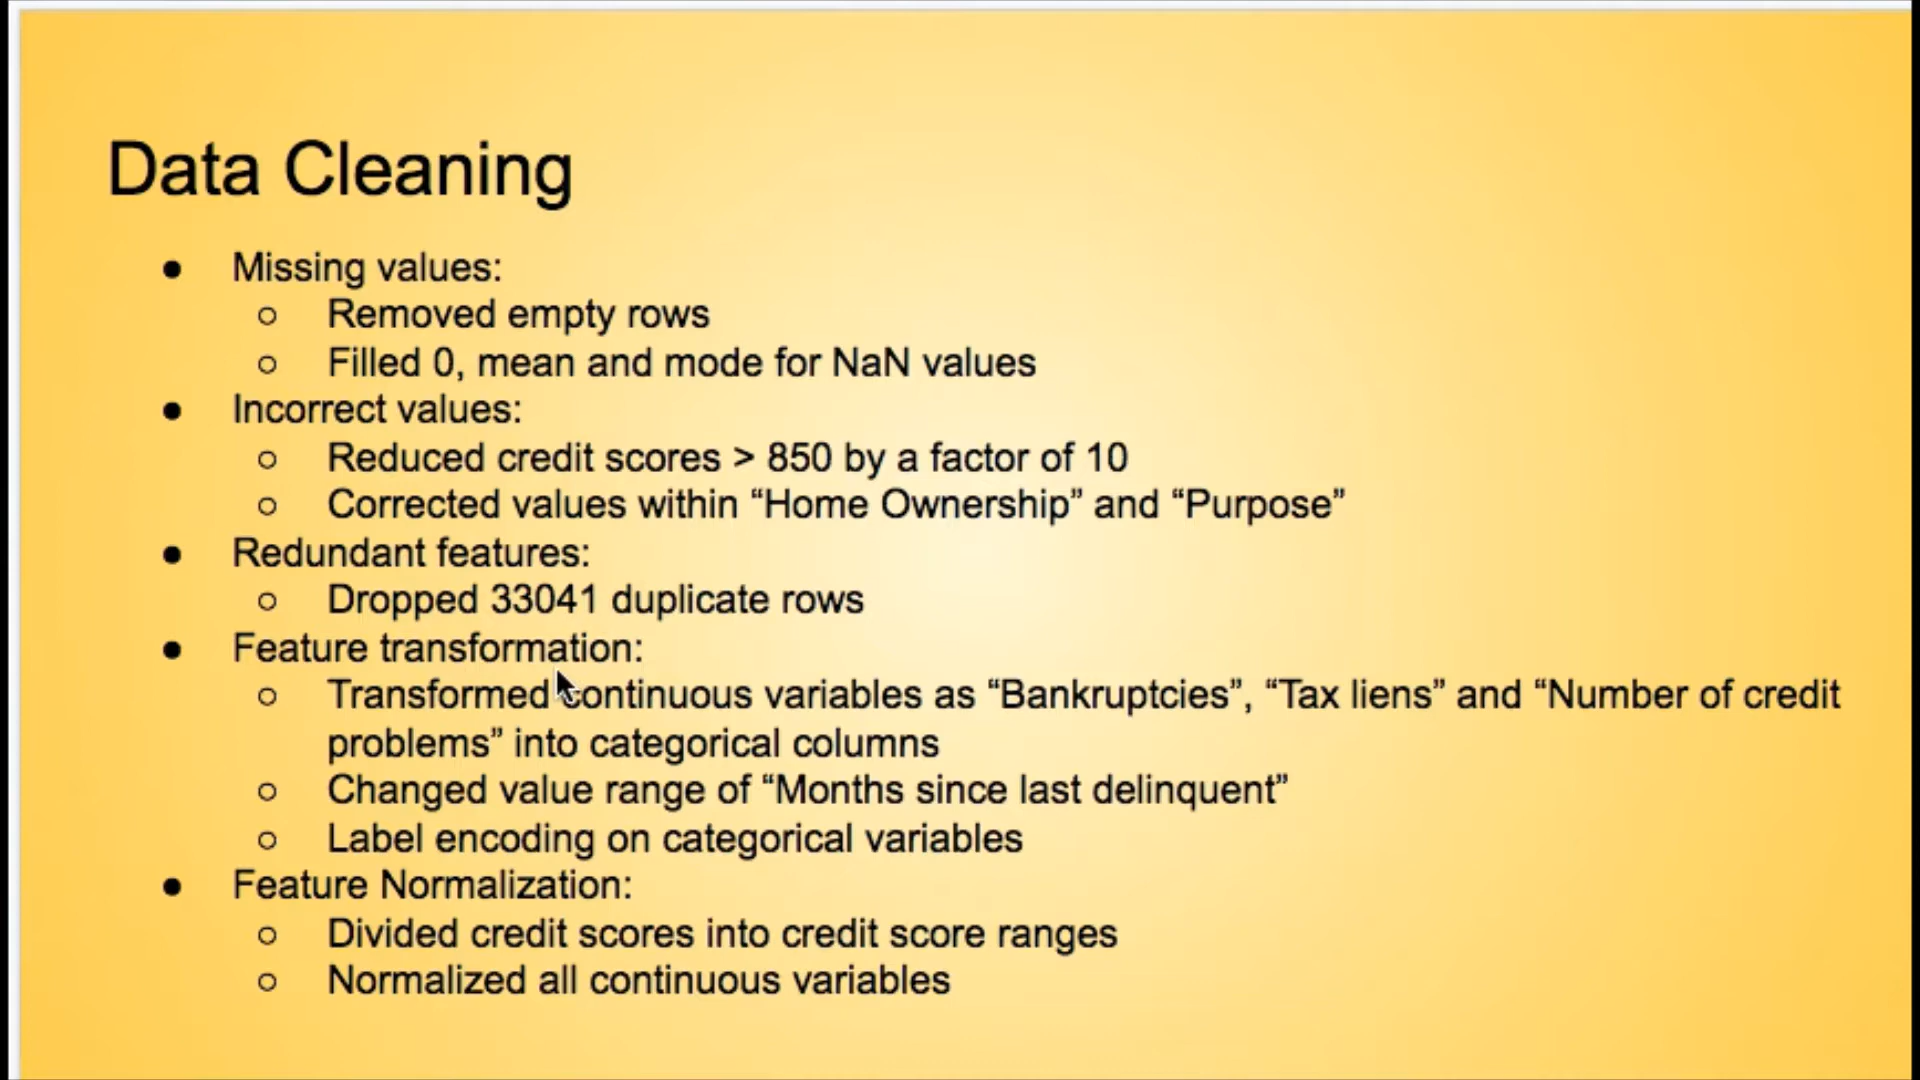 Data Cleaning
● Missing values:
○ Removed empty rows
○ Filled 0, mean and mode for NaN values
● Incorrect values:
○ Reduced credit scores > 850 by a factor of 10
○ Corrected values within “Home Ownership” and “Purpose”
● Redundant features:
○ Dropped 33041 duplicate rows
● Feature transformation:
○ Transformed continuous variables as “Bankruptcies”, “Tax liens” and “Number of credit
problems” into categorical columns
○ Changed value range of “Months since last delinquent”
○ Label encoding on categorical variables
● Feature Normalization:
○ Divided credit scores into credit score ranges
○ Normalized all continuous variables